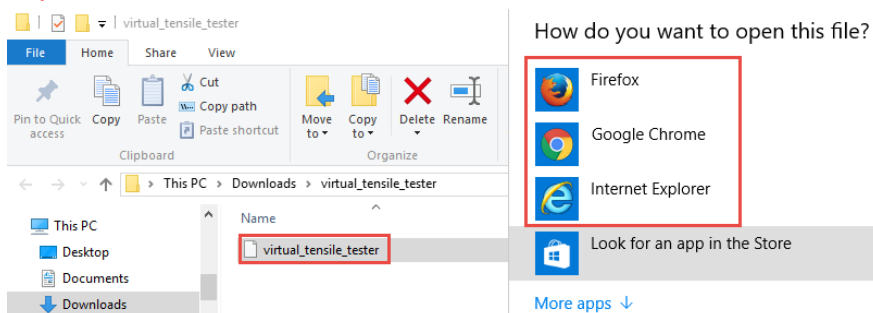 virtual_tensile_tester
File Home Share View
Pin to Quick access
Copy
Paste
Cut
Copy path
Paste shortcut
Move to
Copy to
Delete
Rename
Clipboard
Organize
This PC > Downloads > virtual_tensile_tester
This PC
Desktop
Documents
Downloads
Name
virtual_tensile_tester
How do you want to open this file?
Firefox
Google Chrome
Internet Explorer
Look for an app in the Store
More apps ↓